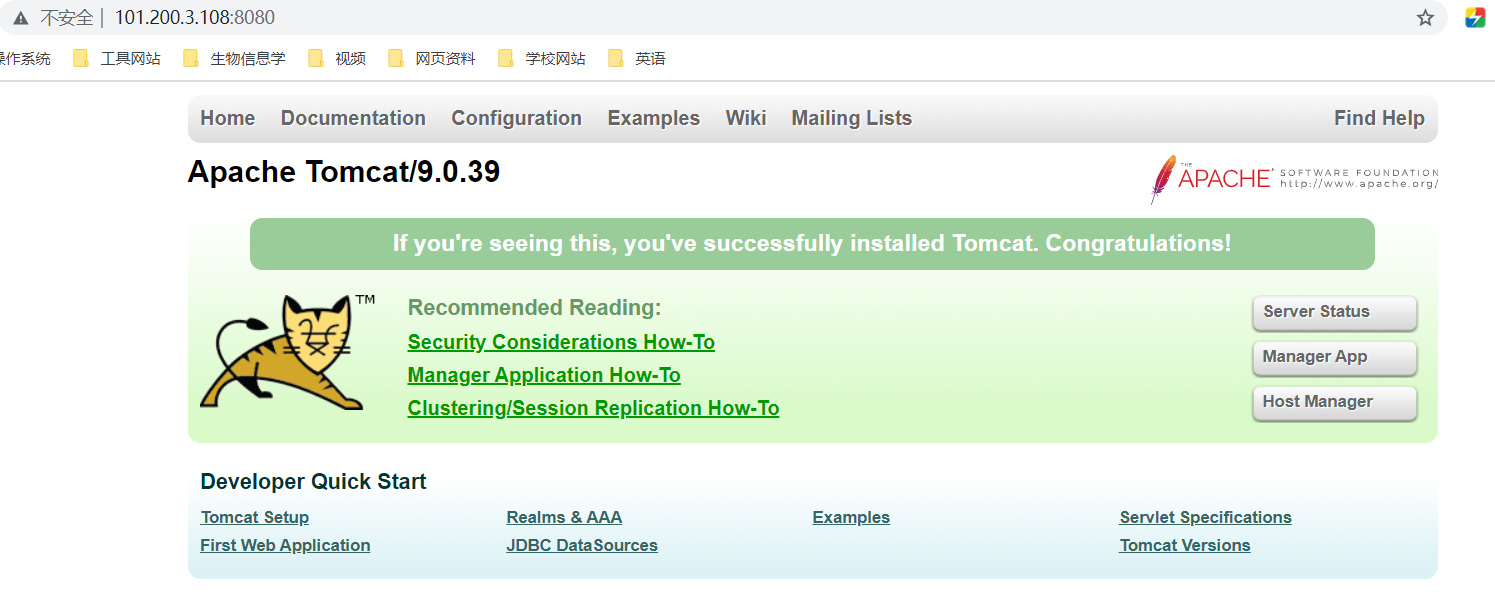 不安全 | 101.200.3.108:8080
操作系统 工具网站 生物信息学 视频 网页资料 学校网站 英语
Home Documentation Configuration Examples Wiki Mailing Lists Find Help
Apache Tomcat/9.0.39
THE APACHE SOFTWARE FOUNDATION
http://www.apache.org/
If you're seeing this, you've successfully installed Tomcat. Congratulations!
TM
Recommended Reading:
Security Considerations How-To
Manager Application How-To
Clustering/Session Replication How-To
Server Status
Manager App
Host Manager
Developer Quick Start
Tomcat Setup Realms & AAA Examples Servlet Specifications
First Web Application JDBC DataSources Tomcat Versions